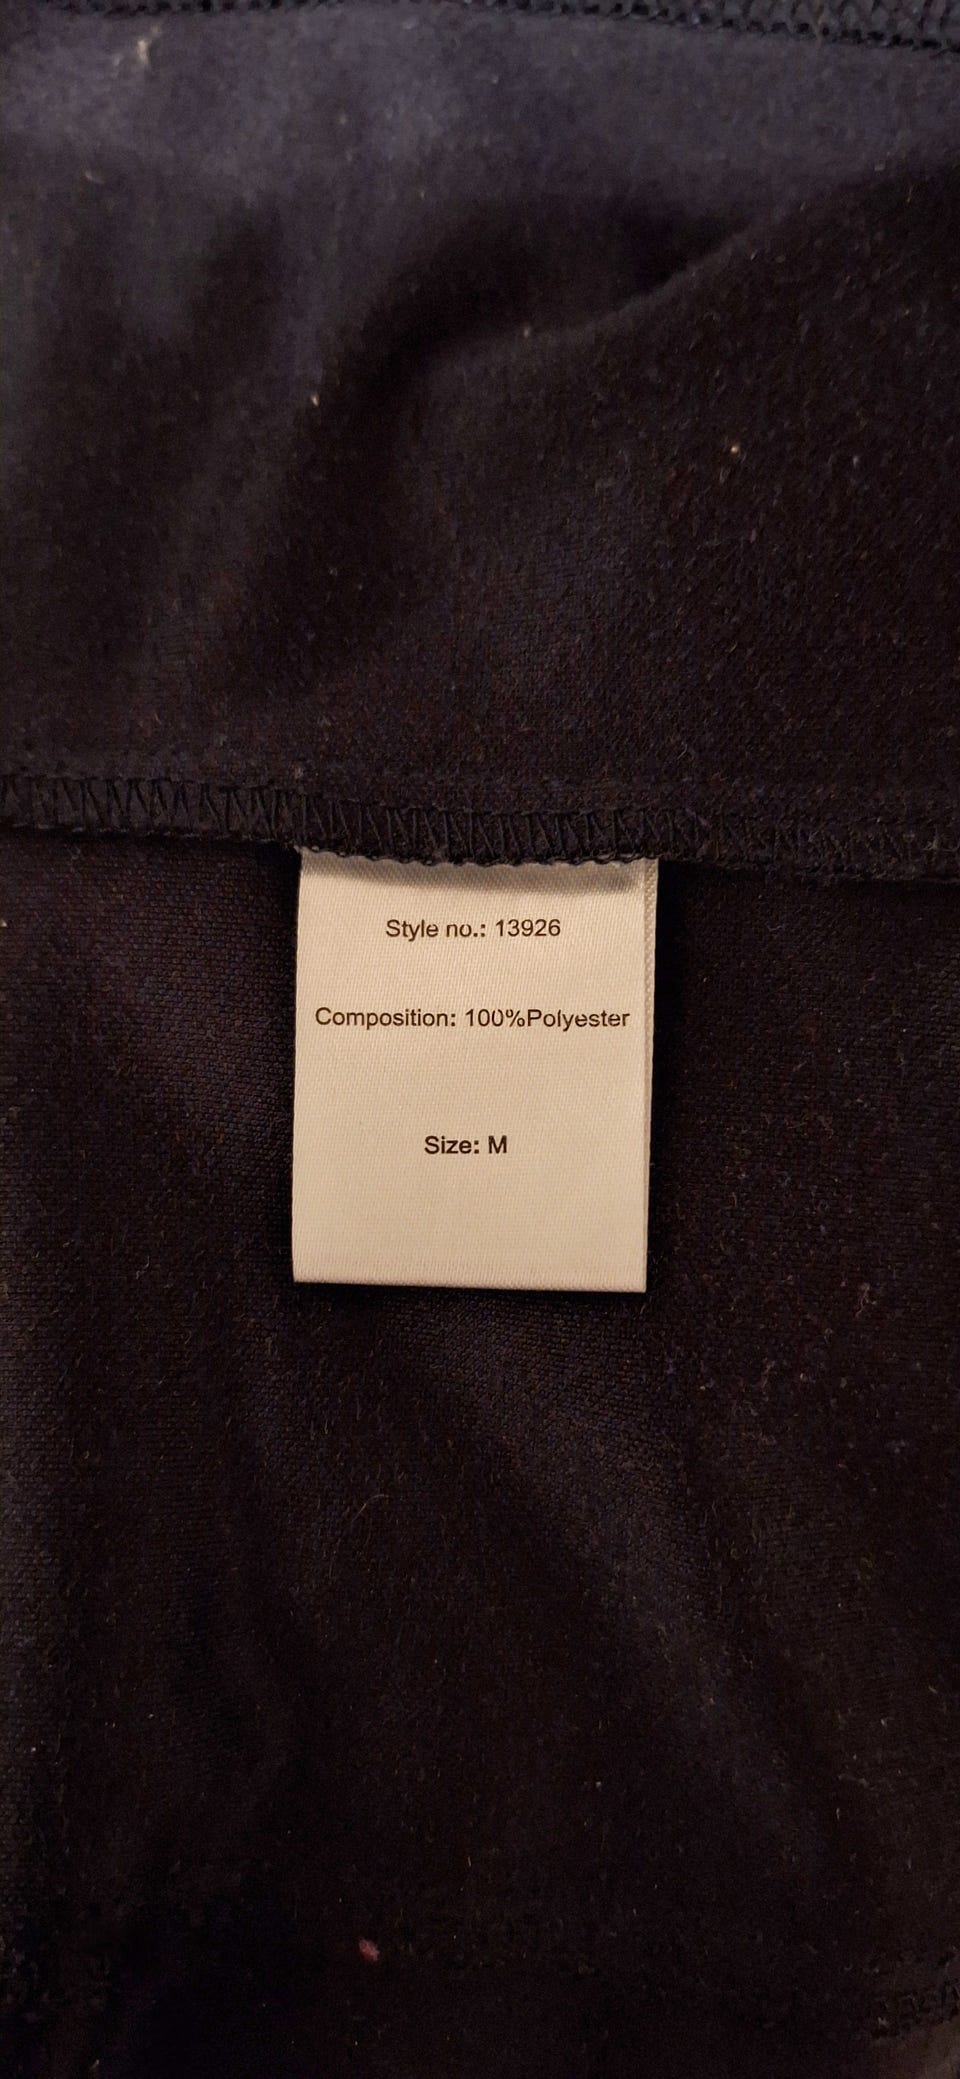 Style no.: 13926
Composition: 100%Polyester
Size: M